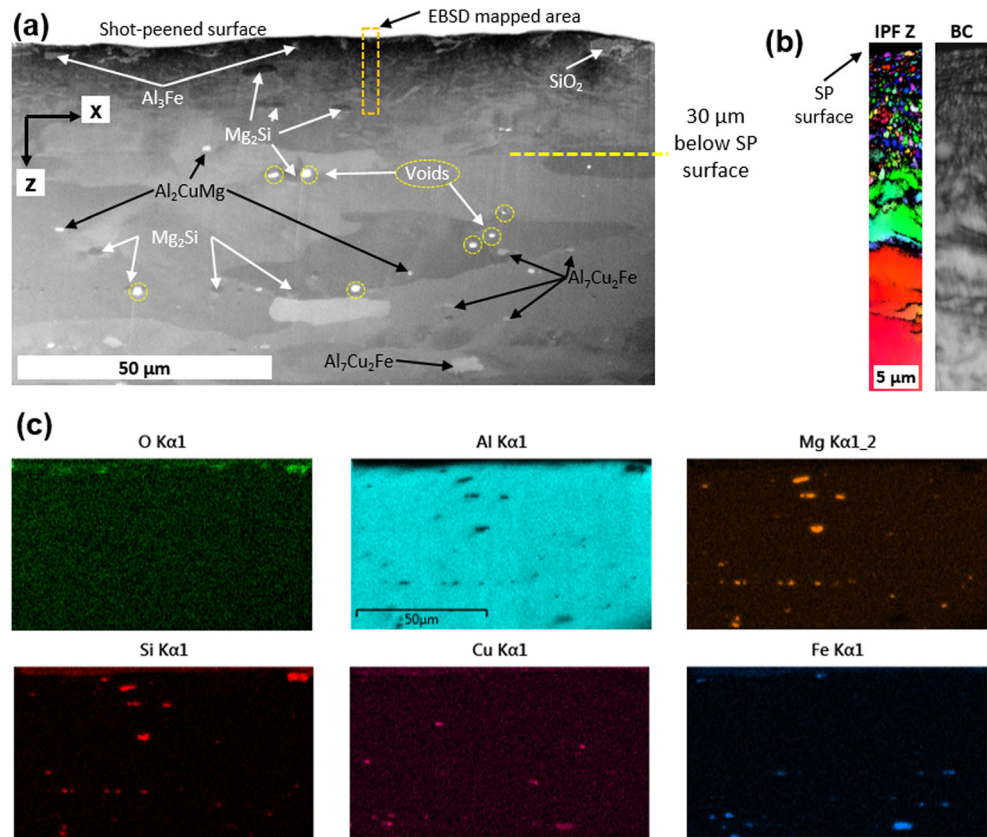 (a)
Shot-peened surface
EBSD mapped area
Al₃Fe
SiO₂
X
Z
Mg₂Si
Voids
Al₂CuMg
Mg₂Si
Al₇Cu₂Fe
Al₇Cu₂Fe
50 µm
30 µm
below SP
surface
(b)
IPF Z
BC
SP
surface
5 µm
(c)
O Kα1
Al Kα1
Mg Kα1_2
50µm
Si Kα1
Cu Kα1
Fe Kα1